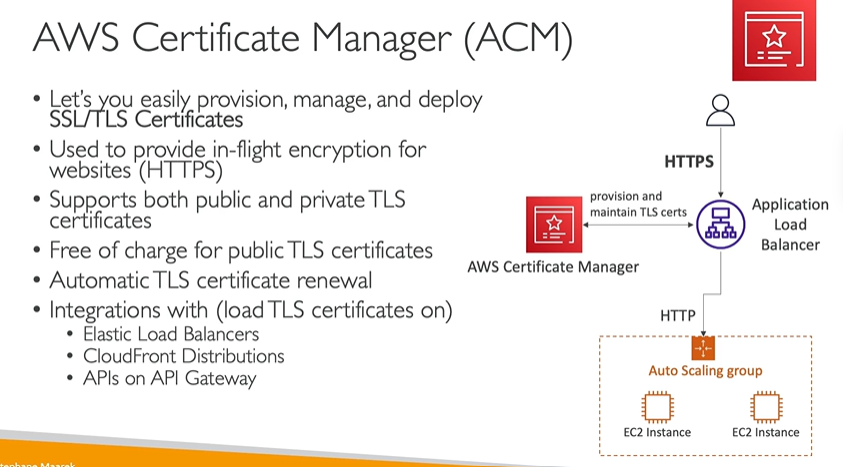 AWS Certificate Manager (ACM)
• Let's you easily provision, manage, and deploy
SSL/TLS Certificates
• Used to provide in-flight encryption for
websites (HTTPS)
• Supports both public and private TLS
certificates
• Free of charge for public TLS certificates
• Automatic TLS certificate renewal
• Integrations with (load TLS certificates on)
• Elastic Load Balancers
• CloudFront Distributions
• APIs on API Gateway
HTTPS
provision and
maintain TLS certs
Application
Load
Balancer
AWS Certificate Manager
HTTP
Auto Scaling group
EC2 Instance
EC2 Instance